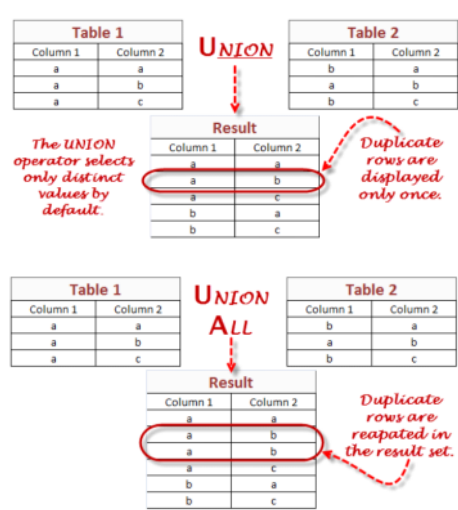 Table 1
Column 1 Column 2
a a
a b
a c
UNION
Table 2
Column 1 Column 2
b a
a b
b c
The UNION
operator selects
only distinct
values by
default.
Result
Column 1 Column 2
a a
a b
a c
b a
b c
Duplicate
rows are
displayed
only once.
Table 1
Column 1 Column 2
a a
a b
a c
UNION
ALL
Table 2
Column 1 Column 2
b a
a b
b c
Result
Column 1 Column 2
a a
a b
a b
a c
b a
b c
Duplicate
rows are
reapated in
the result set.